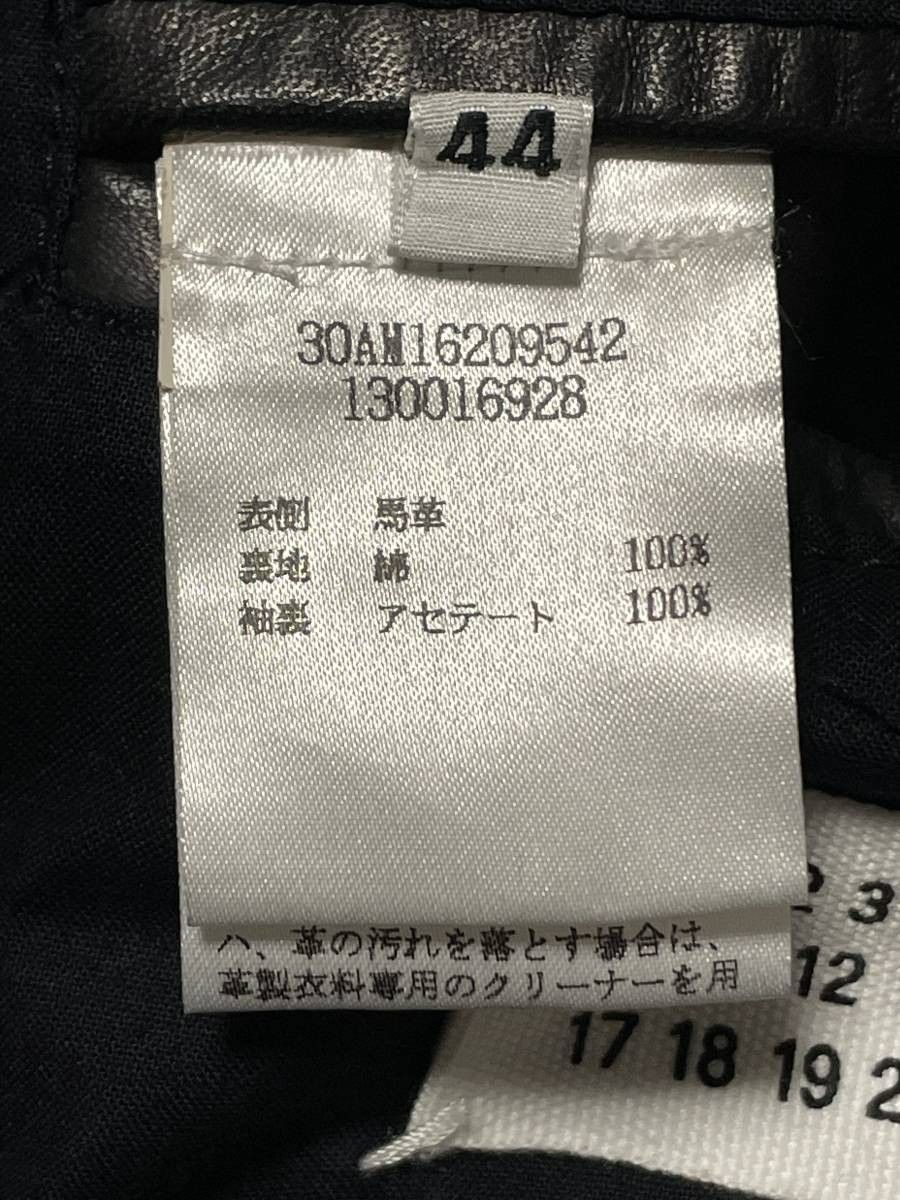 44
30AM16209542
130016928
表側 馬革
裏地 綿 100%
袖裏 アセテート 100%
ハ、革の汚れを落とす場合は、
革製衣料専用のクリーナーを用
3
12
17 18 19 2